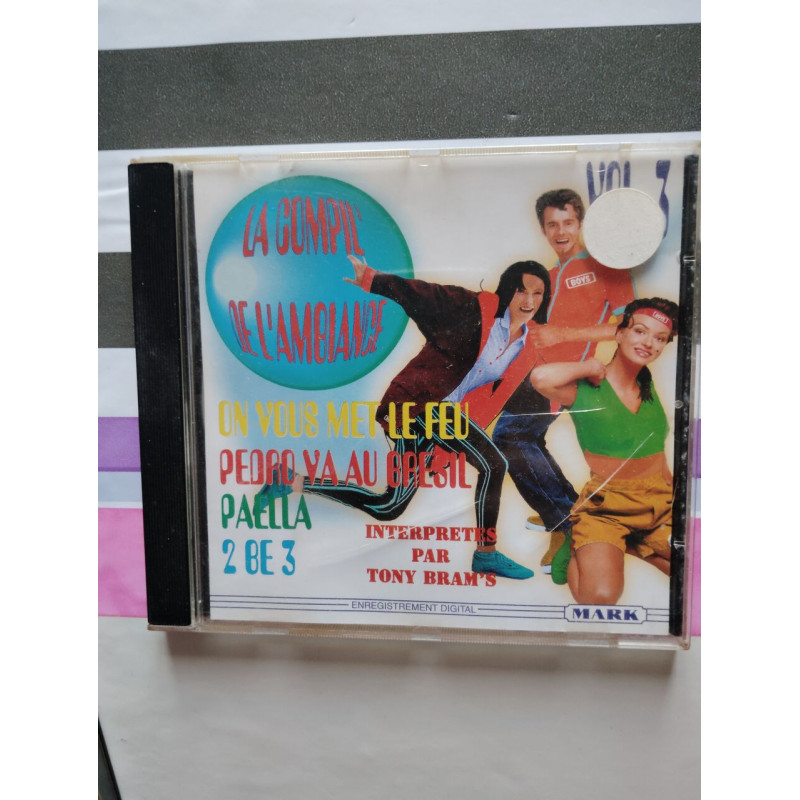 VOL. 3
LA COMPIL'
DE L'AMBIANCE
BOYS
ON VOUS MET LE FEU
PEDRO VA AU BRESIL
PAELLA
2 BE 3
INTERPRETES
PAR
TONY BRAM'S
ENREGISTREMENT DIGITAL
MARK